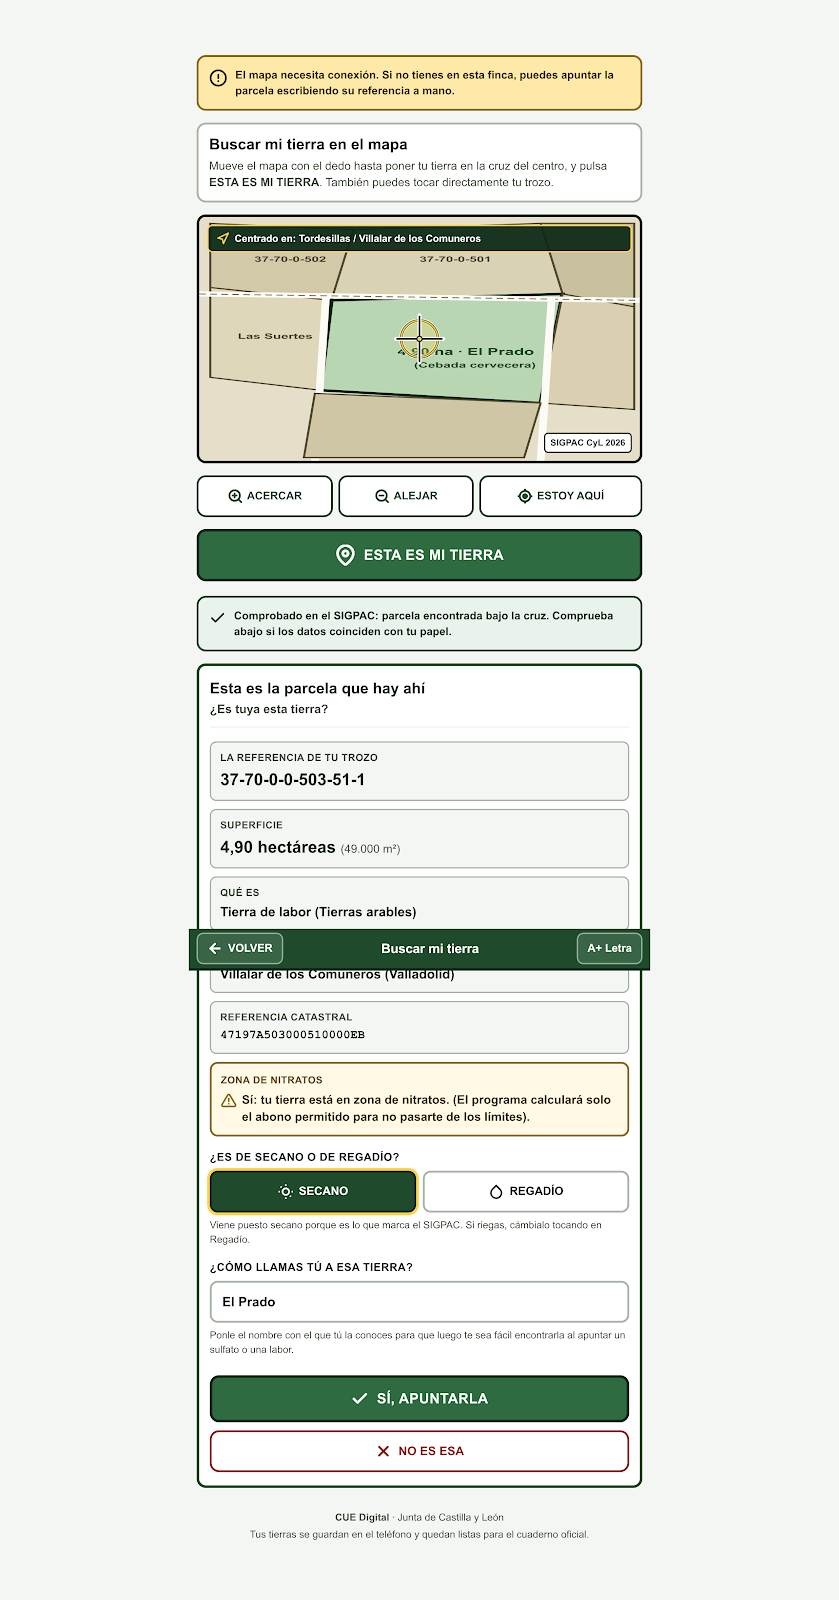 El mapa necesita conexión. Si no tienes en esta finca, puedes apuntar la
parcela escribiendo su referencia a mano.
Buscar mi tierra en el mapa
Mueve el mapa con el dedo hasta poner tu tierra en la cruz del centro, y pulsa
ESTA ES MI TIERRA. También puedes tocar directamente tu trozo.
Centrado en: Tordesillas / Villalar de los Comuneros
37-70-0-502
37-70-0-501
Las Suertes
4,90 ha · El Prado
(Cebada cervecera)
SIGPAC CyL 2026
ACERCAR
ALEJAR
ESTOY AQUÍ
ESTA ES MI TIERRA
Comprobado en el SIGPAC: parcela encontrada bajo la cruz. Comprueba
abajo si los datos coinciden con tu papel.
Esta es la parcela que hay ahí
¿Es tuya esta tierra?
LA REFERENCIA DE TU TROZO
37-70-0-0-503-51-1
SUPERFICIE
4,90 hectáreas (49.000 m²)
QUÉ ES
Tierra de labor (Tierras arables)
VOLVER
Buscar mi tierra
A+ Letra
Villalar de los Comuneros (Valladolid)
REFERENCIA CATASTRAL
47197A503000510000EB
ZONA DE NITRATOS
Sí: tu tierra está en zona de nitratos. (El programa calculará solo
el abono permitido para no pasarte de los límites).
¿ES DE SECANO O DE REGADÍO?
SECANO
REGADÍO
Viene puesto secano porque es lo que marca el SIGPAC. Si riegas, cámbialo tocando en
Regadío.
¿CÓMO LLAMAS TÚ A ESA TIERRA?
El Prado
Ponle el nombre con el que tú la conoces para que luego te sea fácil encontrarla al apuntar un
sulfato o una labor.
SÍ, APUNTARLA
NO ES ESA
CUE Digital · Junta de Castilla y León
Tus tierras se guardan en el teléfono y quedan listas para el cuaderno oficial.